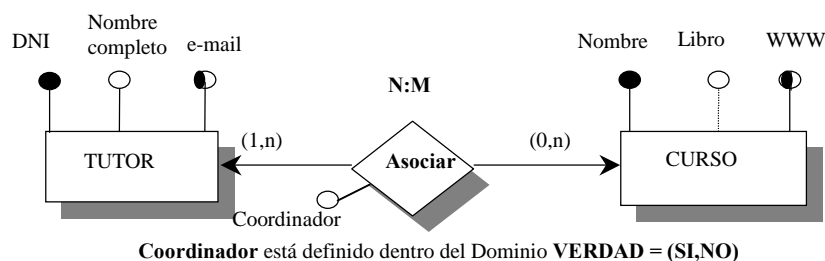 DNI
Nombre
completo
e-mail
Nombre
Libro
WWW
N:M
(1,n)
(0,n)
TUTOR
Asociar
CURSO
Coordinador
Coordinador está definido dentro del Dominio VERDAD = (SI,NO)